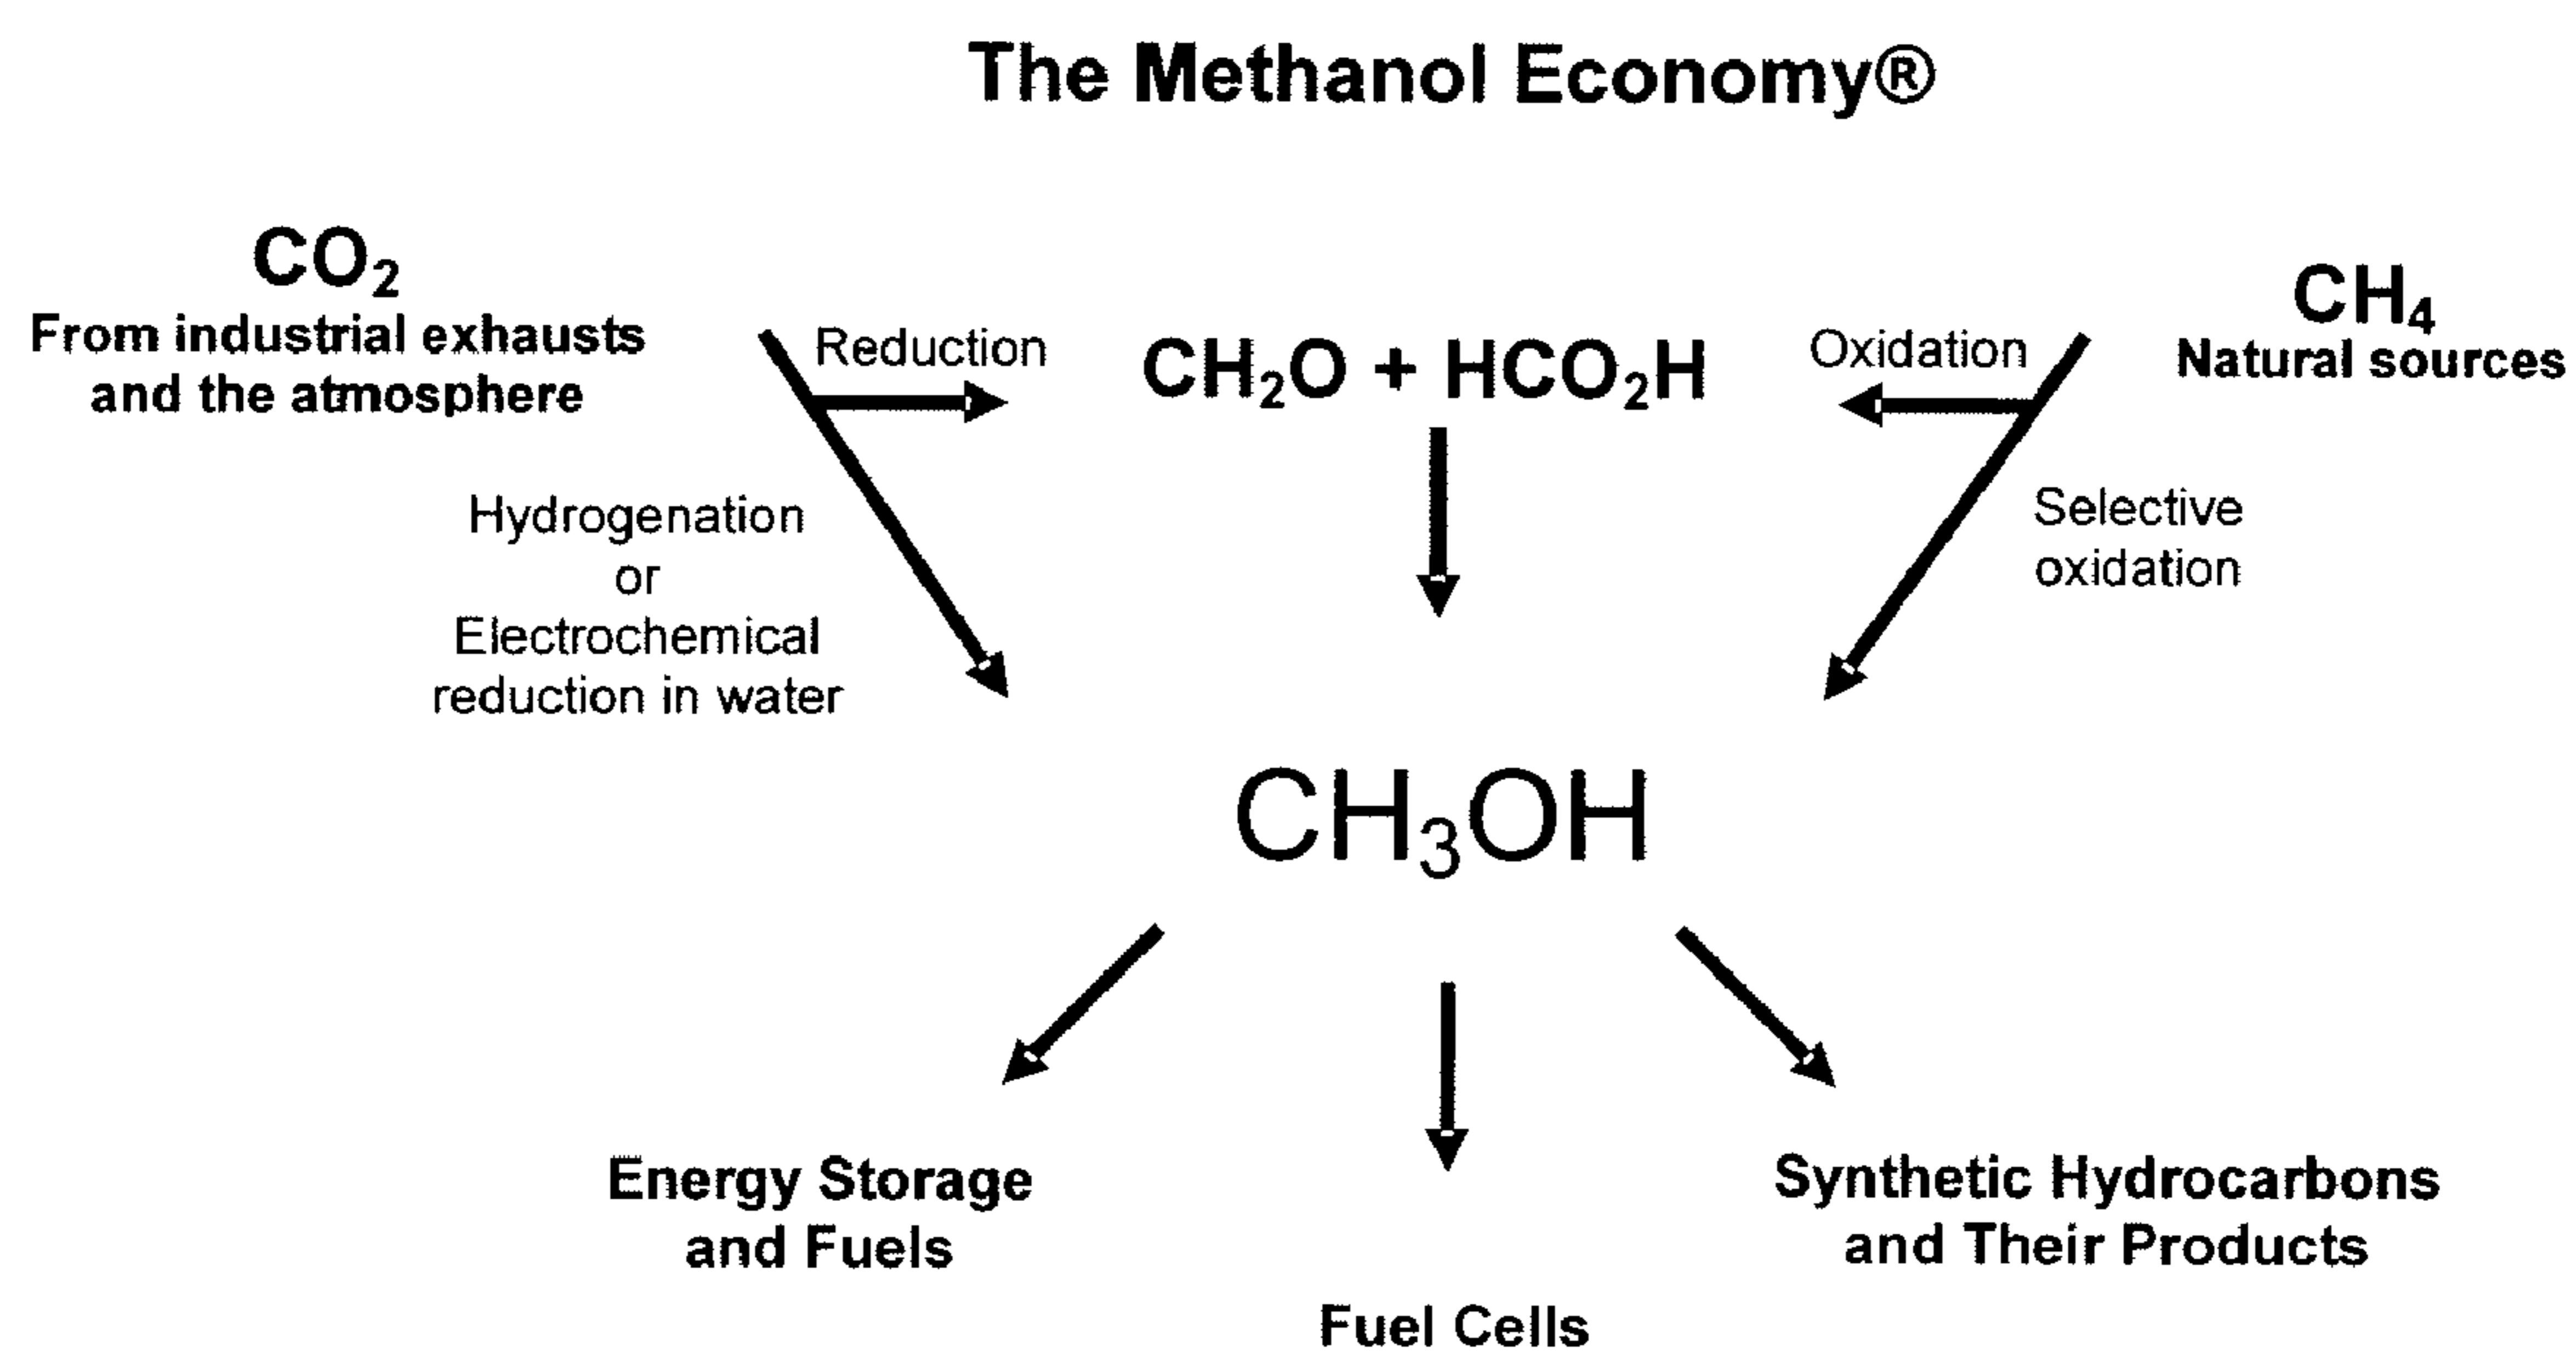 The Methanol Economy®
CO₂
From industrial exhausts
and the atmosphere
Reduction
CH₂O + HCO₂H
Oxidation
CH₄
Natural sources
Hydrogenation
or
Electrochemical
reduction in water
Selective
oxidation
CH₃OH
Energy Storage
and Fuels
Fuel Cells
Synthetic Hydrocarbons
and Their Products